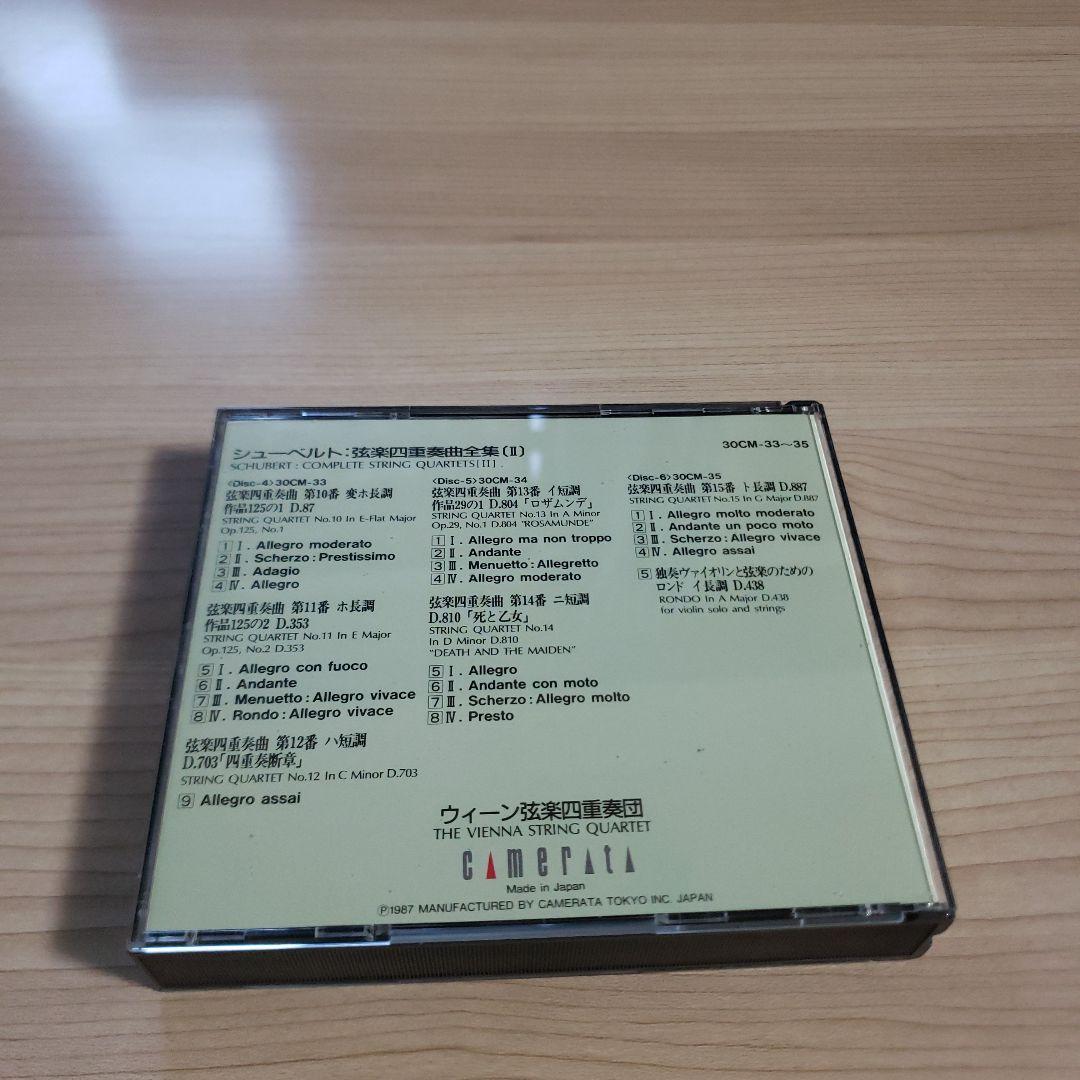 シューベルト:弦楽四重奏曲全集〔II〕
30CM-33〜35
SCHUBERT : COMPLETE STRING QUARTETS[II] .
〈Disc-4〉30CM-33
弦楽四重奏曲 第10番 変ホ長調
作品125の1 D.87
STRING QUARTET No.10 In E-Flat Major
Op.125, No.1
1 I. Allegro moderato
2 II. Scherzo:Prestissimo
3 III. Adagio
4 IV. Allegro
弦楽四重奏曲 第11番 ホ長調
作品125の2 D.353
STRING QUARTET No.11 In E Major
Op.125, No.2 D.353
5 I. Allegro con fuoco
6 II. Andante
7 III. Menuetto:Allegro vivace
8 IV. Rondo:Allegro vivace
弦楽四重奏曲 第12番 ハ短調
D.703「四重奏断章」
STRING QUARTET No.12 In C Minor D.703
9 Allegro assai
〈Disc-5〉30CM-34
弦楽四重奏曲 第13番 イ短調
作品29の1 D.804「ロザムンデ」
STRING QUARTET No.13 In A Minor
Op.29, No.1 D.804 "ROSAMUNDE"
1 I. Allegro ma non troppo
2 II. Andante
3 III. Menuetto:Allegretto
4 IV. Allegro moderato
弦楽四重奏曲 第14番 ニ短調
D.810「死と乙女」
STRING QUARTET No.14
In D Minor D.810
"DEATH AND THE MAIDEN"
5 I. Allegro
6 II. Andante con moto
7 III. Scherzo:Allegro molto
8 IV. Presto
〈Disc-6〉30CM-35
弦楽四重奏曲 第15番 ト長調 D.887
STRING QUARTET No.15 In G Major D.887
1 I. Allegro molto moderato
2 II. Andante un poco moto
3 III. Scherzo:Allegro vivace
4 IV. Allegro assai
5 独奏ヴァイオリンと弦楽のための
ロンド イ長調 D.438
RONDO In A Major D.438
for violin solo and strings
ウィーン弦楽四重奏団
THE VIENNA STRING QUARTET
camerata
Made in Japan
Ⓟ1987 MANUFACTURED BY CAMERATA TOKYO INC. JAPAN